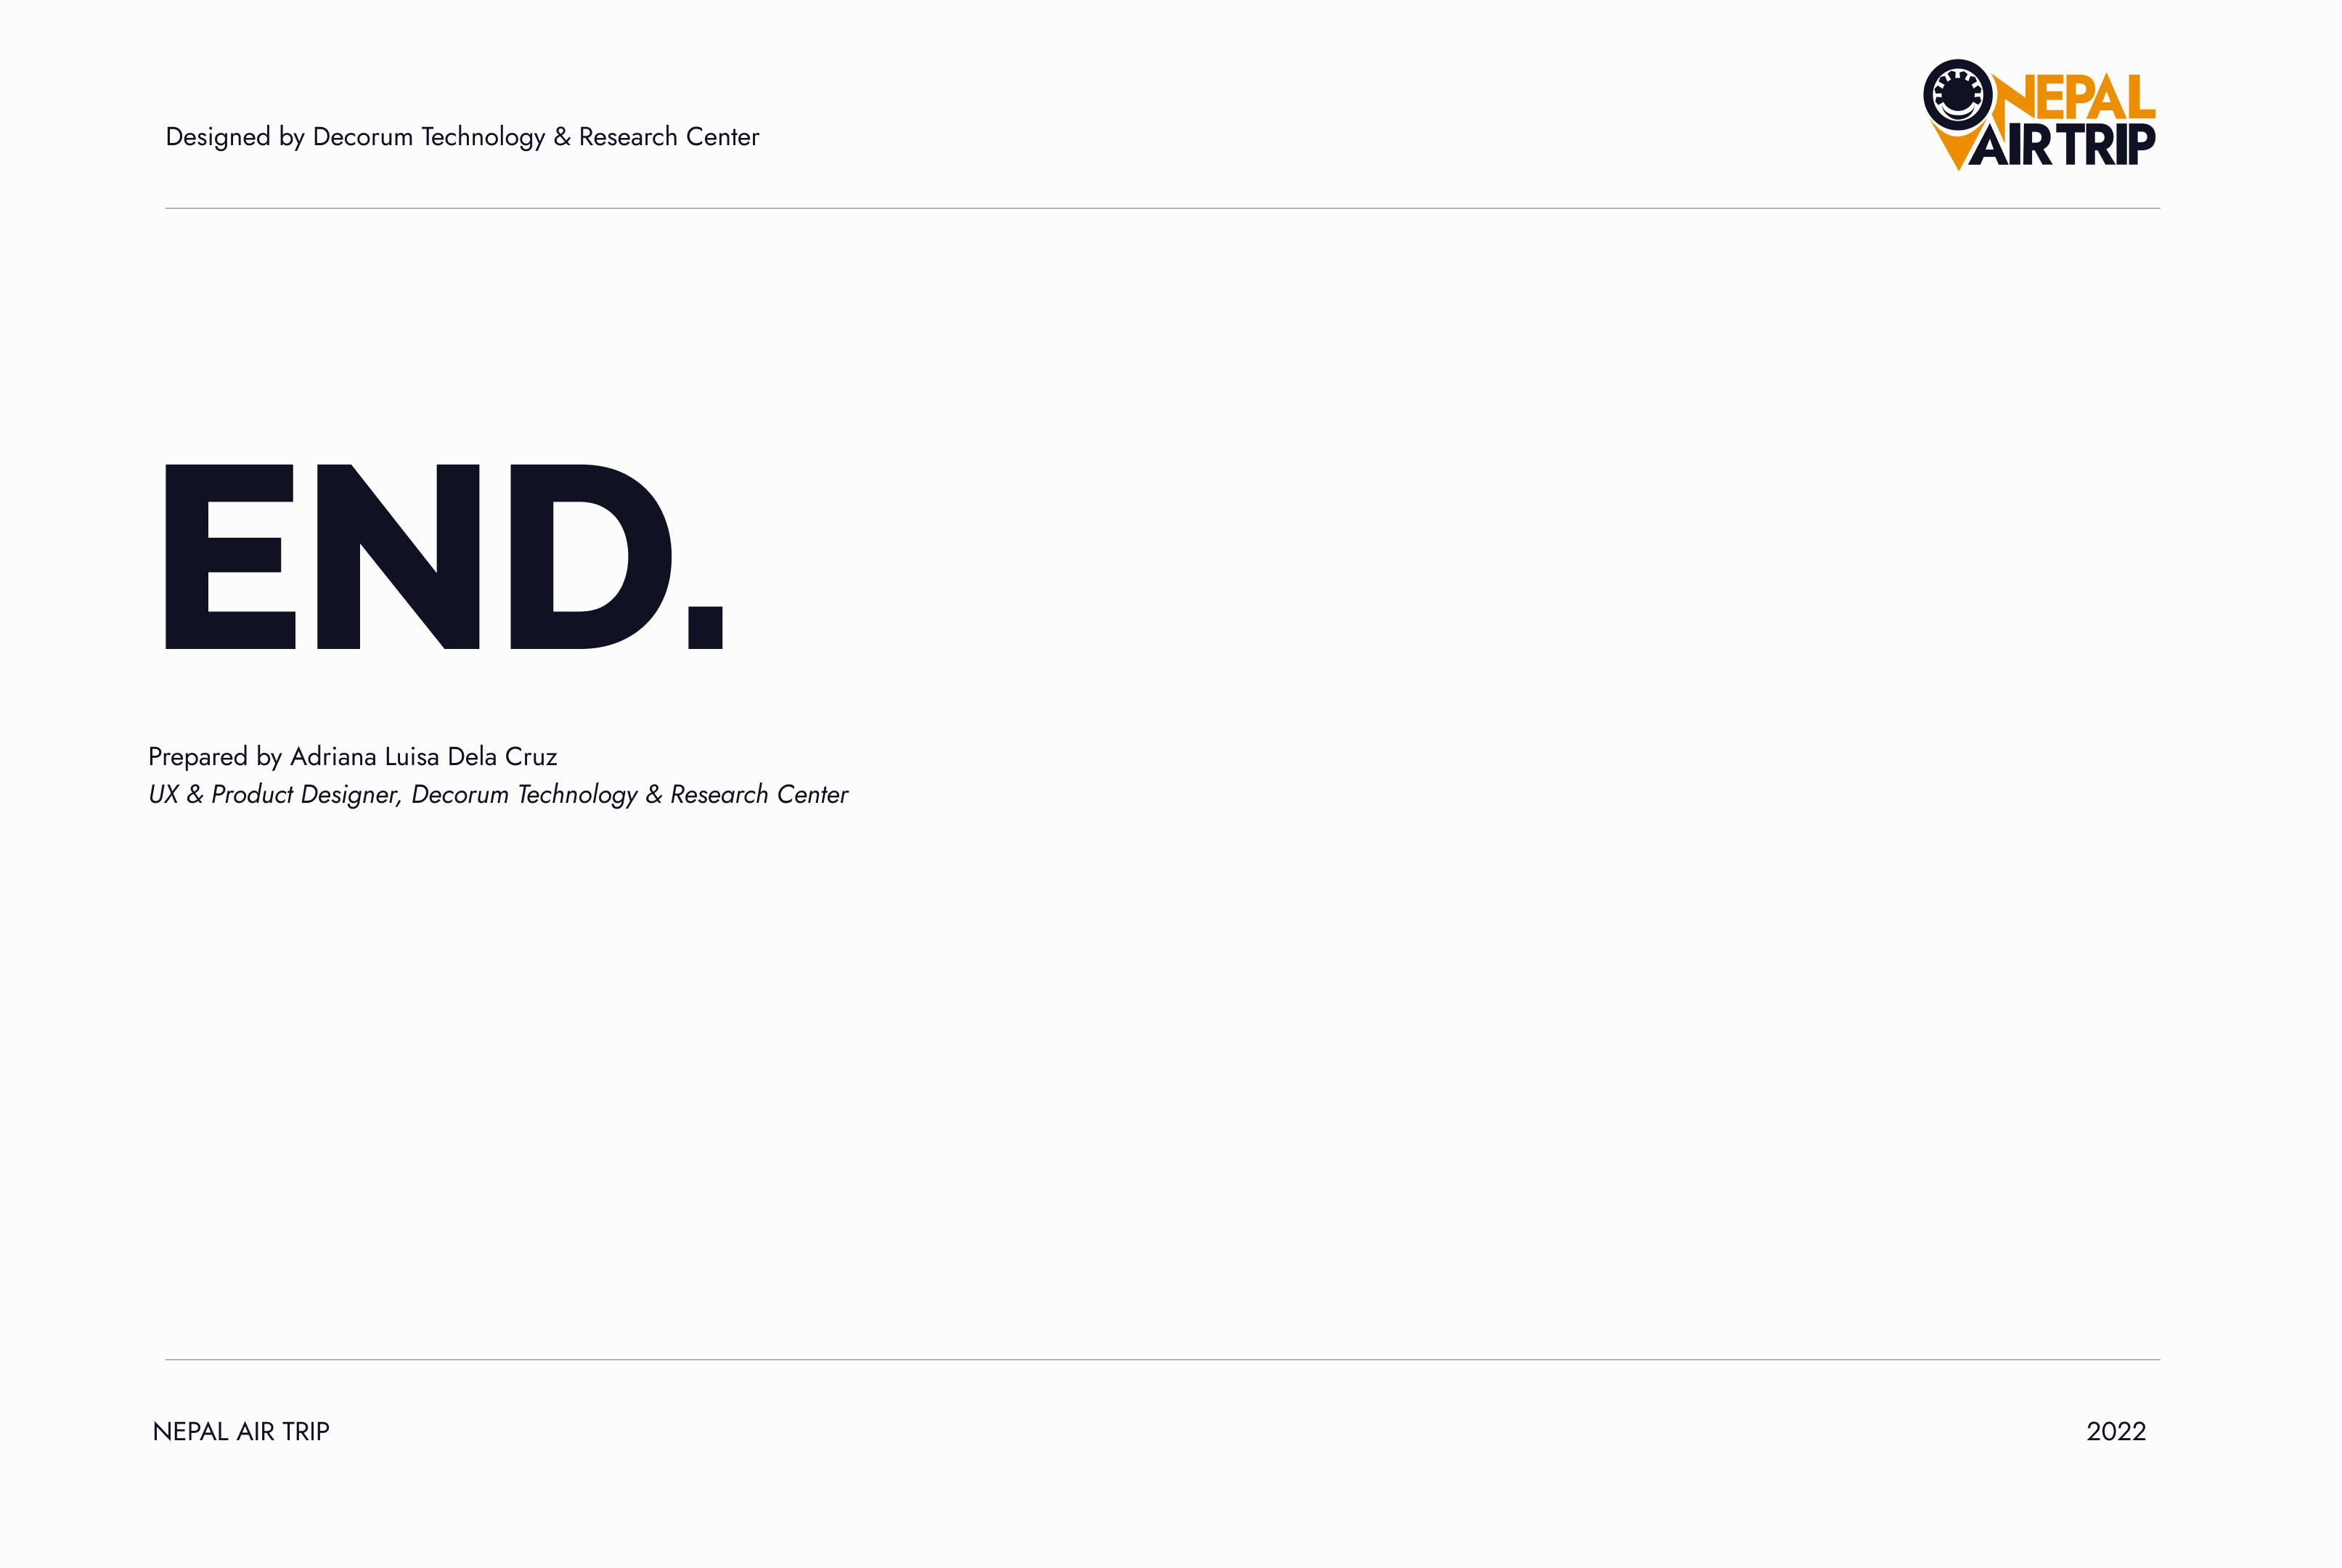 Designed by Decorum Technology & Research Center
NEPAL
AIR TRIP
END.
Prepared by Adriana Luisa Dela Cruz
UX & Product Designer, Decorum Technology & Research Center
NEPAL AIR TRIP
2022